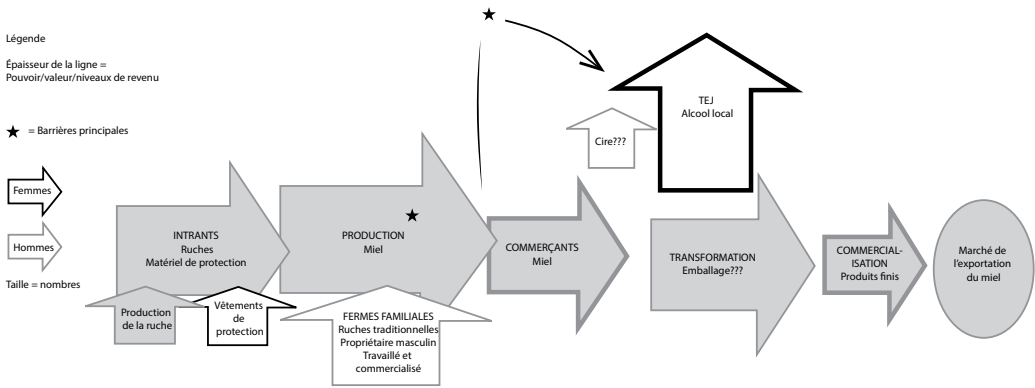 Légende
Épaisseur de la ligne =
Pouvoir/valeur/niveaux de revenu
★ = Barrières principales
Femmes
Hommes
Taille = nombres
INTRANTS
Ruches
Matériel de protection
Production
de la ruche
Vêtements
de
protection
PRODUCTION
Miel
FERMES FAMILIALES
Ruches traditionnelles
Propriétaire masculin
Travaillé et
commercialisé
COMMERÇANTS
Miel
Cire???
TEJ
Alcool local
TRANSFORMATION
Emballage???
COMMERCIAL-
ISATION
Produits finis
Marché de
l'exportation
du miel